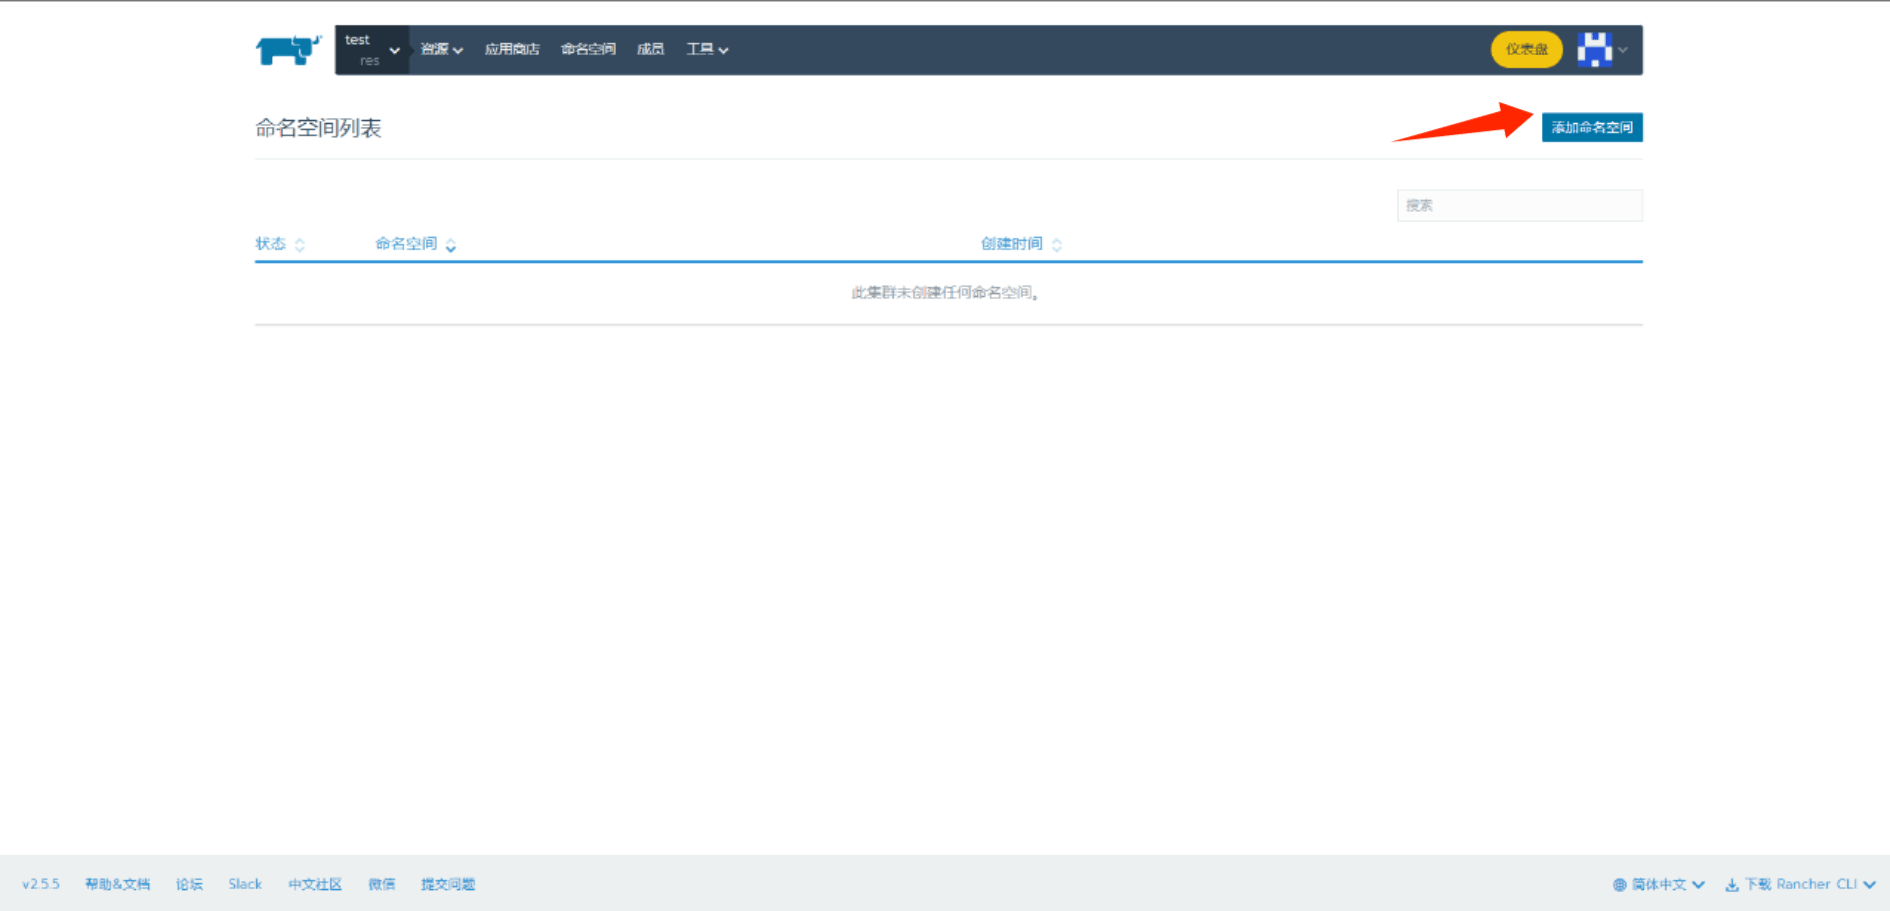 test
res
资源
应用商店
命名空间
成员
工具
仪表盘
命名空间列表
添加命名空间
搜索
状态
命名空间
创建时间
此集群未创建任何命名空间。
v2.5.5
帮助&文档
论坛
Slack
中文社区
微信
提交问题
简体中文
下载 Rancher CLI